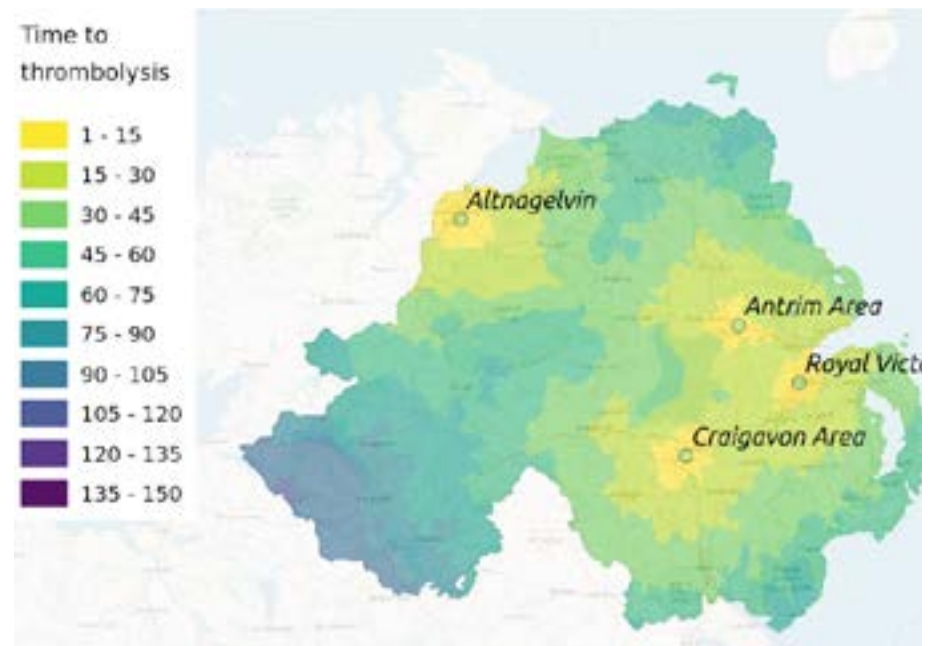 Time to
thrombolysis
1 - 15
15 - 30
30 - 45
45 - 60
60 - 75
75 - 90
90 - 105
105 - 120
120 - 135
135 - 150
Altnagelvin
Antrim Area
Royal Victo
Craigavon Area